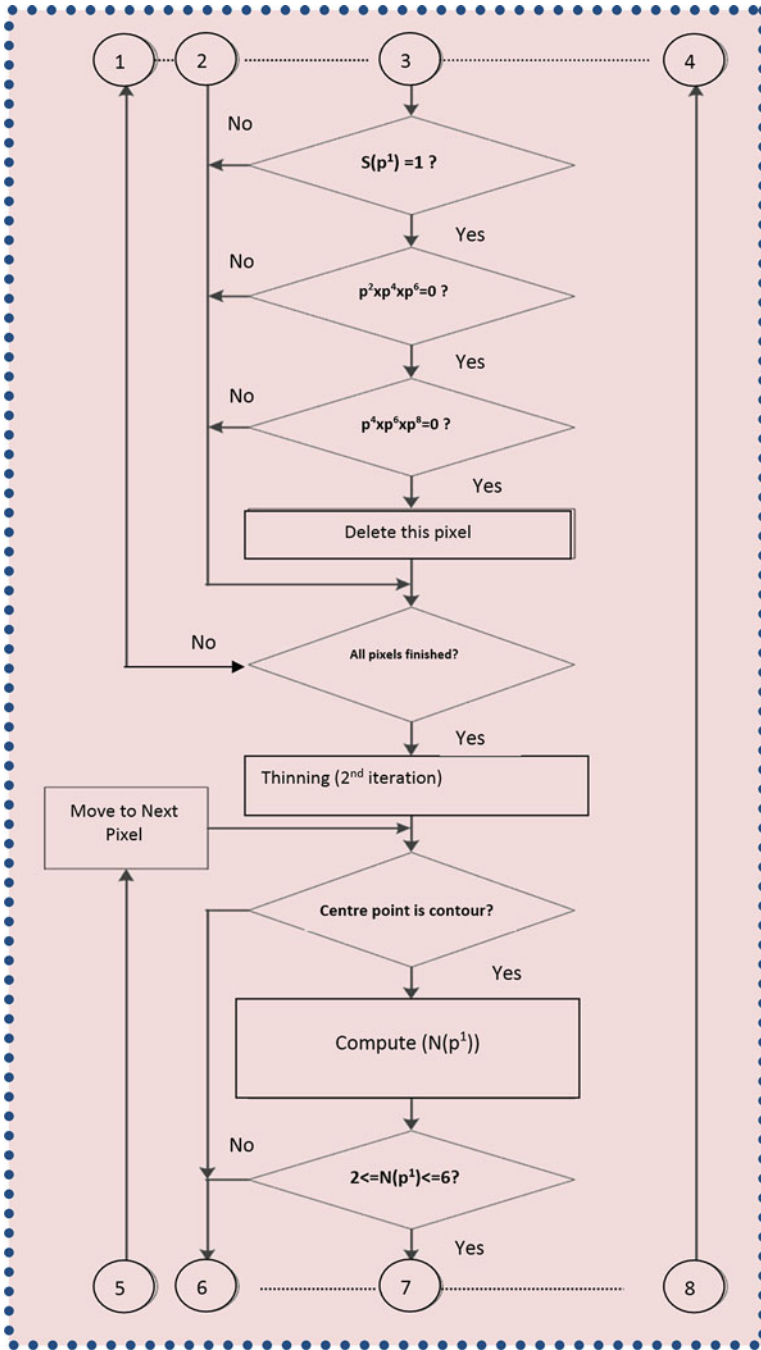 1 2 3 4
No
S(p¹) =1 ?
Yes
No
p²xp⁴xp⁶=0 ?
Yes
No
p⁴xp⁶xp⁸=0 ?
Yes
Delete this pixel
No
All pixels finished?
Yes
Thinning (2ⁿᵈ iteration)
Move to Next
Pixel
Centre point is contour?
Yes
Compute (N(p¹))
No
2<=N(p¹)<=6?
Yes
5 6 7 8